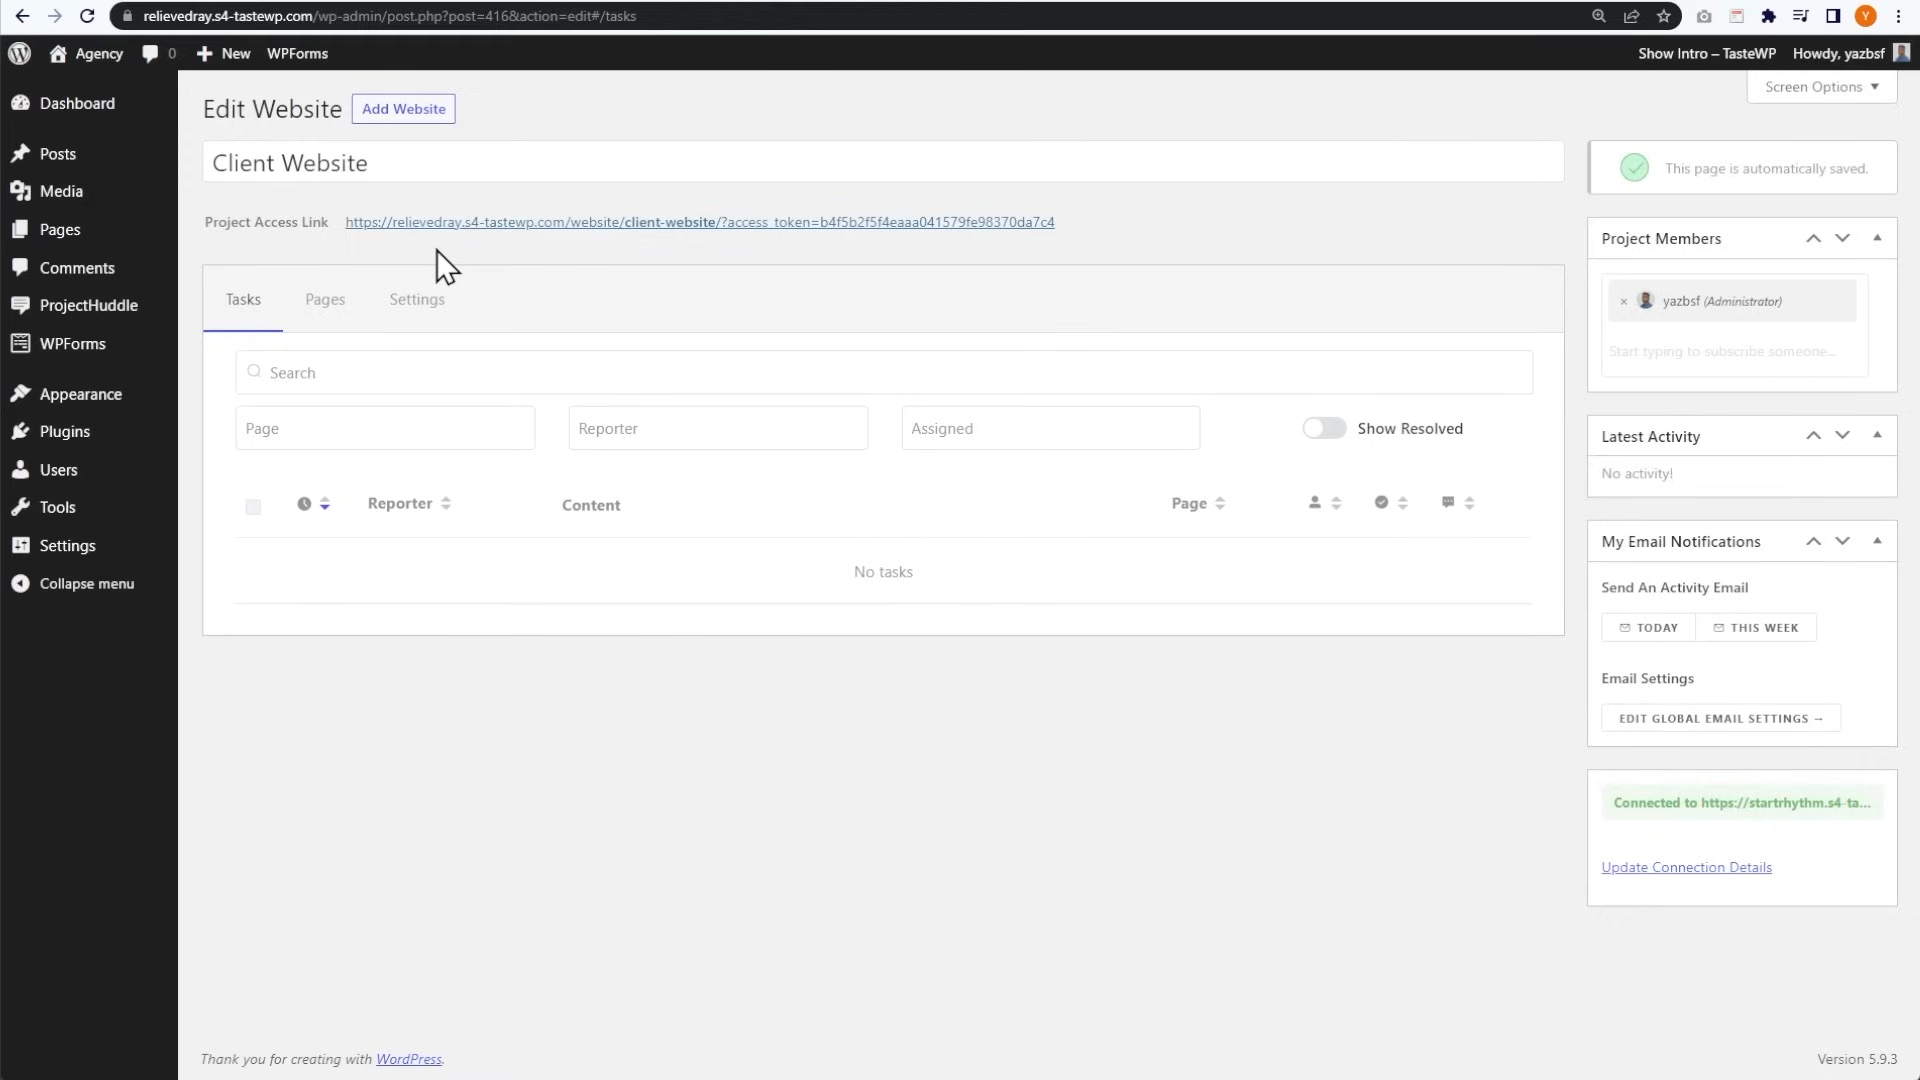 relievedray.s4-tastewp.com/wp-admin/post.php?post=416&action=edit#/tasks
Y
Agency
0
New
WPForms
Show Intro – TasteWP
Howdy, yazbsf
Dashboard
Posts
Media
Pages
Comments
ProjectHuddle
WPForms
Appearance
Plugins
Users
Tools
Settings
Collapse menu
Screen Options
Edit Website
Add Website
Client Website
Project Access Link
https://relievedray.s4-tastewp.com/website/client-website/?access_token=b4f5b2f5f4eaaa041579fe98370da7c4
Tasks
Pages
Settings
Search
Page
Reporter
Assigned
Show Resolved
Reporter
Content
Page
No tasks
This page is automatically saved.
Project Members
× yazbsf (Administrator)
Start typing to subscribe someone...
Latest Activity
No activity!
My Email Notifications
Send An Activity Email
TODAY
THIS WEEK
Email Settings
EDIT GLOBAL EMAIL SETTINGS →
Connected to https://startrhythm.s4-ta...
Update Connection Details
Thank you for creating with WordPress.
Version 5.9.3